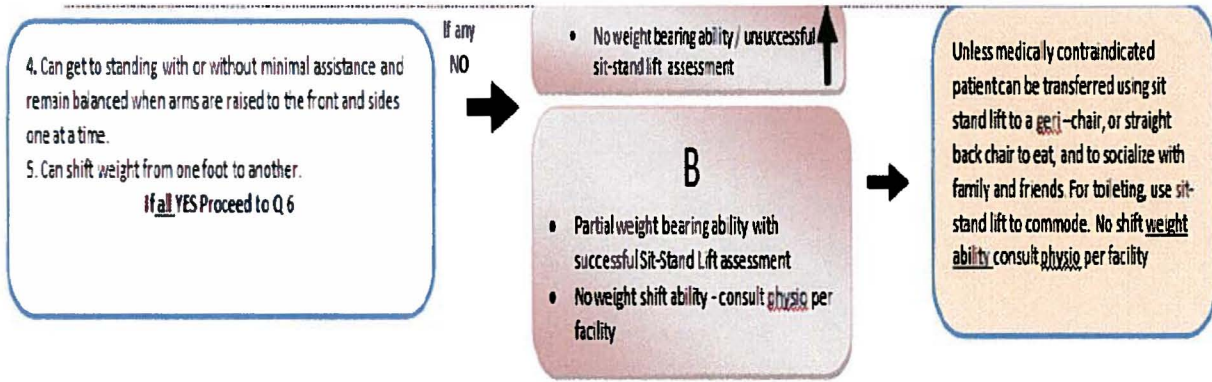 4. Can get to standing with or without minimal assistance and
remain balanced when arms are raised to the front and sides
one at a time.
5. Can shift weight from one foot to another.
If all YES Proceed to Q 6
If any
NO
• No weight bearing ability / unsuccessful
sit-stand lift assessment
B
• Partial weight bearing ability with
successful Sit-Stand Lift assessment
• No weight shift ability - consult physio per
facility
Unless medically contraindicated
patient can be transferred using sit
stand lift to a geri-chair, or straight
back chair to eat, and to socialize with
family and friends. For toileting, use sit-
stand lift to commode. No shift weight
ability consult physio per facility